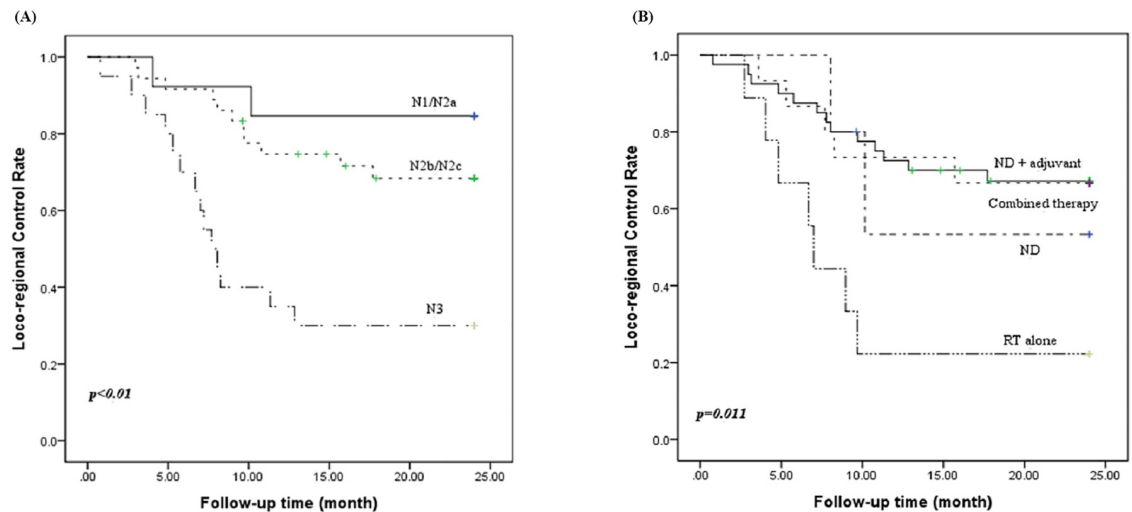 (A)
Loco-regional Control Rate
1.0
0.8
0.6
0.4
0.2
0.0
N1/N2a
N2b/N2c
N3
p<0.01
.00 5.00 10.00 15.00 20.00 25.00
Follow-up time (month)
(B)
Loco-regional Control Rate
1.0
0.8
0.6
0.4
0.2
0.0
ND + adjuvant
Combined therapy
ND
RT alone
p=0.011
.00 5.00 10.00 15.00 20.00 25.00
Follow-up time (month)